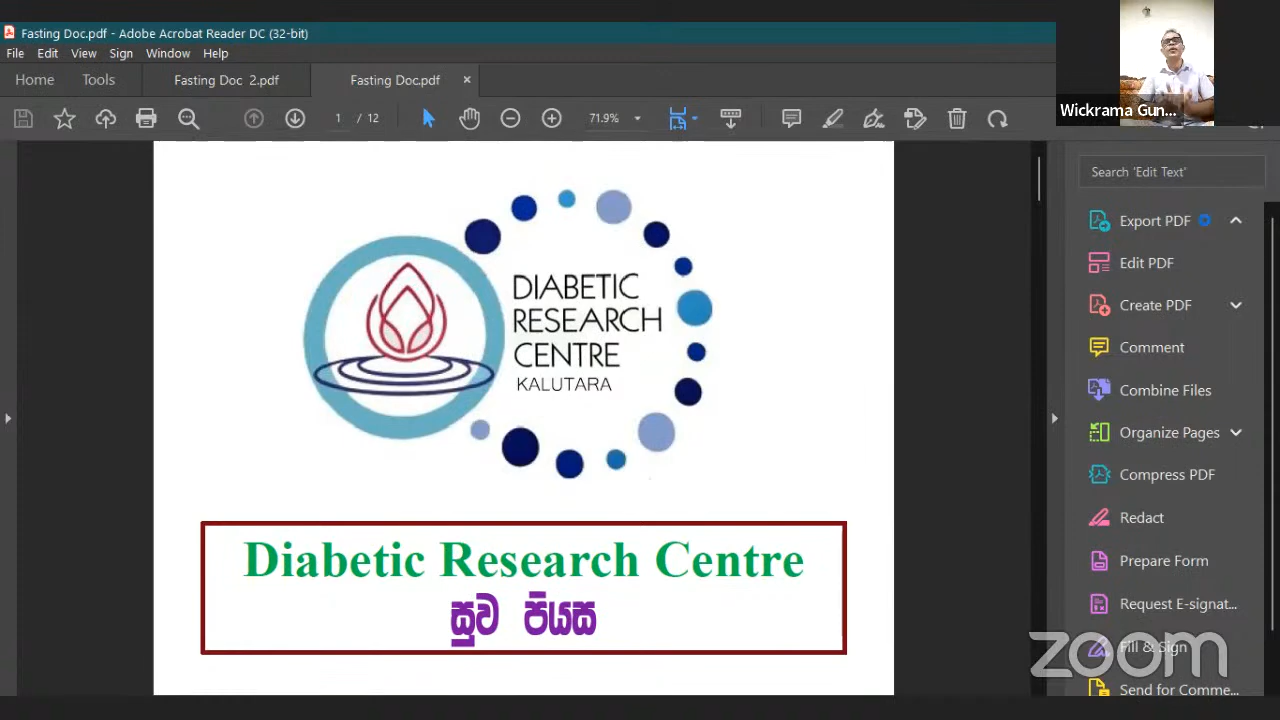 Fasting Doc.pdf - Adobe Acrobat Reader DC (32-bit)
File Edit View Sign Window Help
Home Tools Fasting Doc 2.pdf Fasting Doc.pdf ×
1 / 12 71.9%
Wickrama Gun...
Search 'Edit Text'
Export PDF
Edit PDF
Create PDF
Comment
Combine Files
Organize Pages
Compress PDF
Redact
Prepare Form
Request E-signat...
Fill & Sign
Send for Comme...
DIABETIC
RESEARCH
CENTRE
KALUTARA
Diabetic Research Centre
සුව පියස
zoom